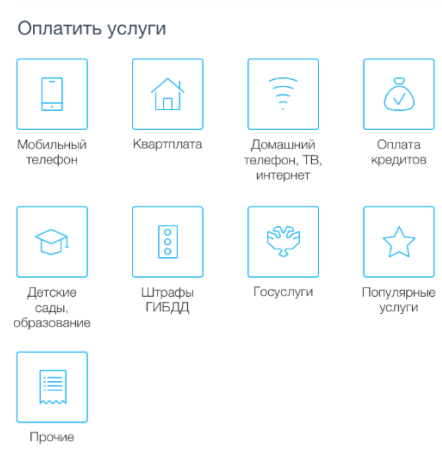 Оплатить услуги
Мобильный
телефон
Квартплата
Домашний
телефон, ТВ,
интернет
Оплата
кредитов
Детские
сады,
образование
Штрафы
ГИБДД
Госуслуги
Популярные
услуги
Прочие